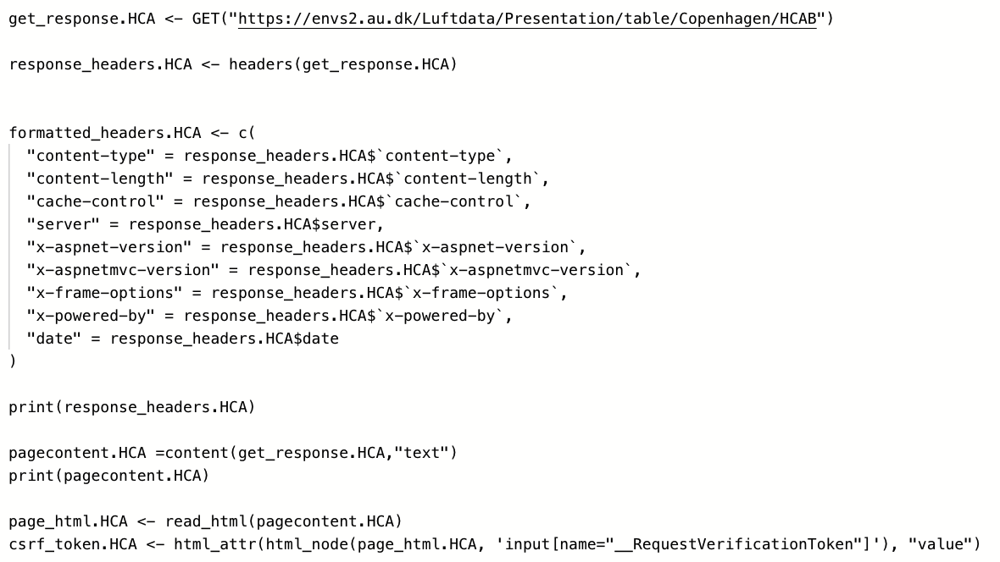 get_response.HCA <- GET("https://envs2.au.dk/Luftdata/Presentation/table/Copenhagen/HCAB")
response_headers.HCA <- headers(get_response.HCA)
formatted_headers.HCA <- c(
"content-type" = response_headers.HCA$`content-type`,
"content-length" = response_headers.HCA$`content-length`,
"cache-control" = response_headers.HCA$`cache-control`,
"server" = response_headers.HCA$server,
"x-aspnet-version" = response_headers.HCA$`x-aspnet-version`,
"x-aspnetmvc-version" = response_headers.HCA$`x-aspnetmvc-version`,
"x-frame-options" = response_headers.HCA$`x-frame-options`,
"x-powered-by" = response_headers.HCA$`x-powered-by`,
"date" = response_headers.HCA$date
)
print(response_headers.HCA)
pagecontent.HCA =content(get_response.HCA,"text")
print(pagecontent.HCA)
page_html.HCA <- read_html(pagecontent.HCA)
csrf_token.HCA <- html_attr(html_node(page_html.HCA, 'input[name="__RequestVerificationToken"]'), "value")